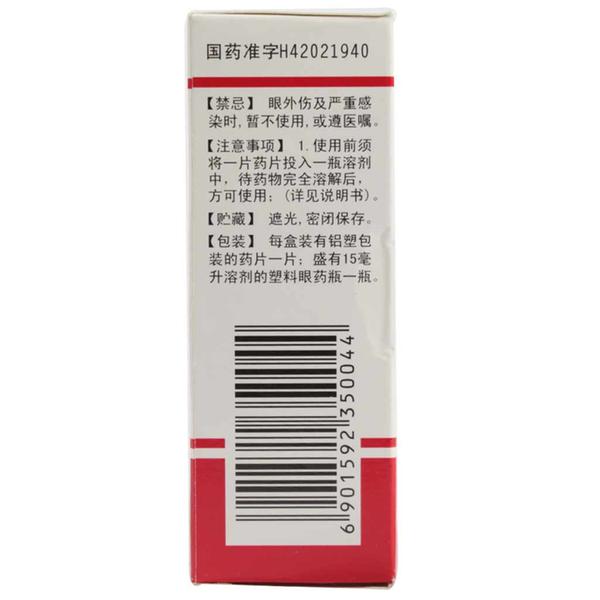 国药准字H42021940
【禁忌】 眼外伤及严重感
染时,暂不使用,或遵医嘱。
【注意事项】 1.使用前须
将一片药片投入一瓶溶剂
中，待药物完全溶解后，
方可使用；(详见说明书)。
【贮藏】 遮光,密闭保存。
【包装】 每盒装有铝塑包
装的药片一片；盛有15毫
升溶剂的塑料眼药瓶一瓶。
6901592350044